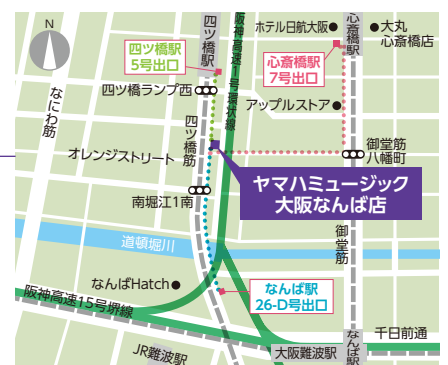 N
四ツ橋駅
阪神高速1号環状線
ホテル日航大阪
心斎橋駅
大丸
心斎橋店
四ツ橋駅
5号出口
心斎橋駅
7号出口
なにわ筋
四ツ橋ランプ西
アップルストア
四ツ橋筋
オレンジストリート
御堂筋
八幡町
ヤマハミュージック
大阪なんば店
南堀江1南
道頓堀川
御堂筋
なんばHatch
なんば駅
26-D号出口
阪神高速15号堺線
千日前通
なんば駅
大阪難波駅
JR難波駅